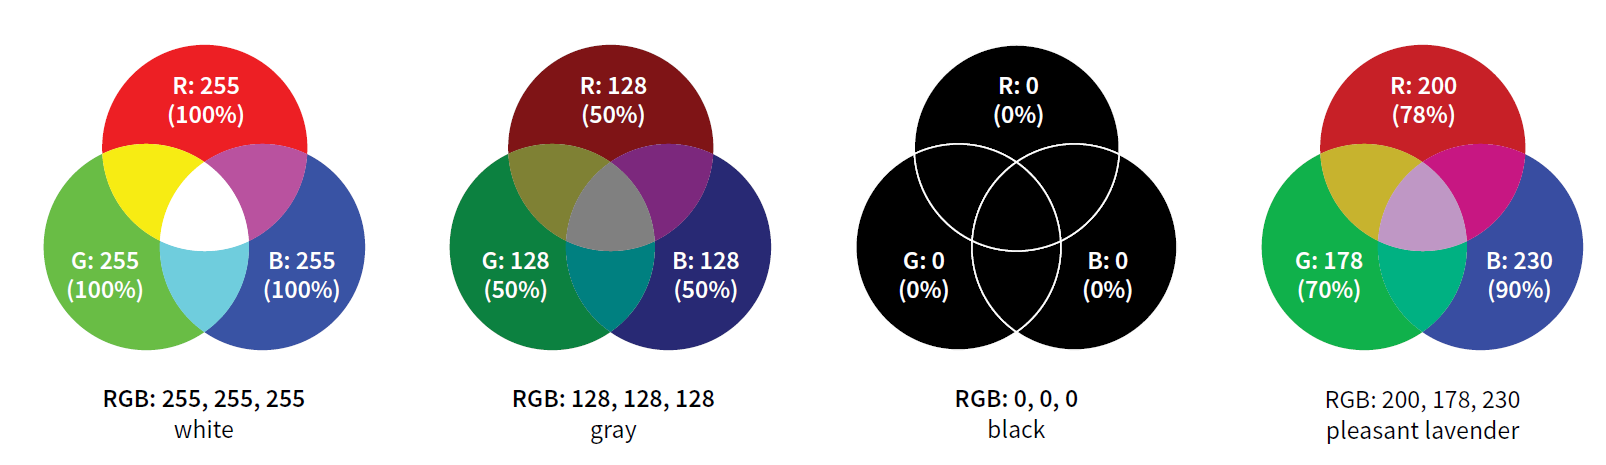 R: 255
(100%)
G: 255
(100%)
B: 255
(100%)
RGB: 255, 255, 255
white
R: 128
(50%)
G: 128
(50%)
B: 128
(50%)
RGB: 128, 128, 128
gray
R: 0
(0%)
G: 0
(0%)
B: 0
(0%)
RGB: 0, 0, 0
black
R: 200
(78%)
G: 178
(70%)
B: 230
(90%)
RGB: 200, 178, 230
pleasant lavender